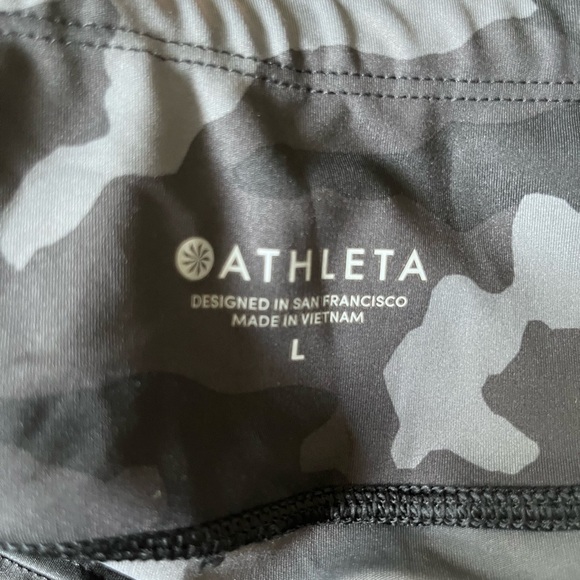 ATHLETA
DESIGNED IN SAN FRANCISCO
MADE IN VIETNAM
L